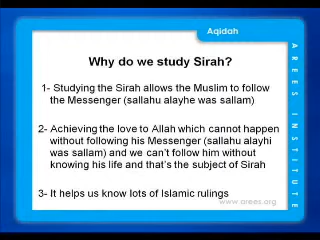 Aqidah
Why do we study Sirah?
1- Studying the Sirah allows the Muslim to follow
the Messenger (sallahu alayhe was sallam)
2- Achieving the love to Allah which cannot happen
without following his Messenger (sallahu alayhi
was sallam) and we can't follow him without
knowing his life and that's the subject of Sirah
3- It helps us know lots of Islamic rulings
www.arees.org
AREES INSTITUTE